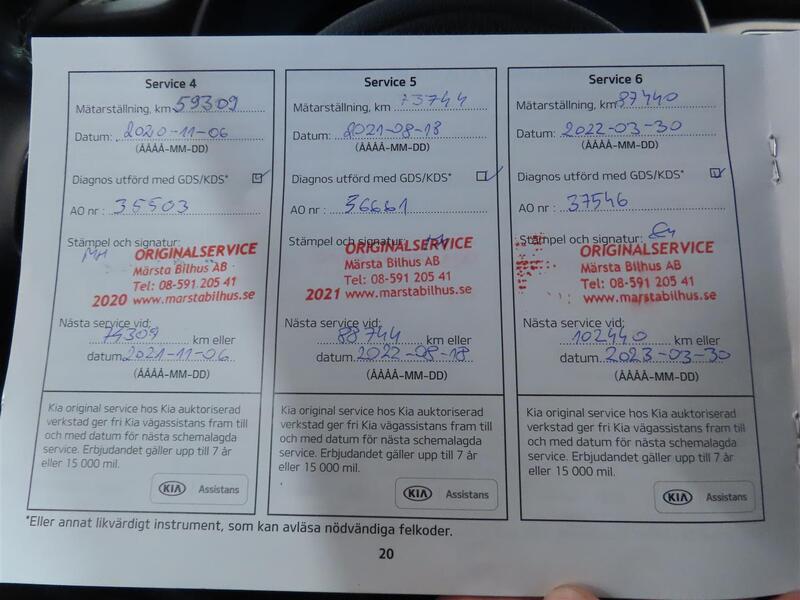 Service 4
Mätarställning, km 59309
Datum: 2020-11-06
(ÅÅÅÅ-MM-DD)
Diagnos utförd med GDS/KDS*
AO nr : 35503
Stämpel och signatur:
MH
ORIGINALSERVICE
Märsta Bilhus AB
Tel: 08-591 205 41
2020 www.marstabilhus.se
Nästa service vid:
74309 km eller
datum 2021-11-06
(ÅÅÅÅ-MM-DD)
Kia original service hos Kia auktoriserad
verkstad ger fri Kia vägassistans fram till
och med datum för nästa schemalagda
service. Erbjudandet gäller upp till 7 år
eller 15 000 mil.
KIA Assistans
Service 5
Mätarställning, km 73744
Datum: 2021-08-18
(ÅÅÅÅ-MM-DD)
Diagnos utförd med GDS/KDS*
AO nr : 36661
Stämpel och signatur:
ORIGINALSERVICE
Märsta Bilhus AB
Tel: 08-591 205 41
2021 www.marstabilhus.se
Nästa service vid:
88744 km eller
datum 2022-08-18
(ÅÅÅÅ-MM-DD)
Kia original service hos Kia auktoriserad
verkstad ger fri Kia vägassistans fram till
och med datum för nästa schemalagda
service. Erbjudandet gäller upp till 7 år
eller 15 000 mil.
KIA Assistans
Service 6
Mätarställning, km 87440
Datum: 2022-03-30
(ÅÅÅÅ-MM-DD)
Diagnos utförd med GDS/KDS*
AO nr : 37546
Stämpel och signatur:
ORIGINALSERVICE
Märsta Bilhus AB
Tel: 08-591 205 41
www.marstabilhus.se
Nästa service vid:
102440 km eller
datum 2023-03-30
(ÅÅÅÅ-MM-DD)
Kia original service hos Kia auktoriserad
verkstad ger fri Kia vägassistans fram till
och med datum för nästa schemalagda
service. Erbjudandet gäller upp till 7 år
eller 15 000 mil.
KIA Assistans
*Eller annat likvärdigt instrument, som kan avläsa nödvändiga felkoder.
20